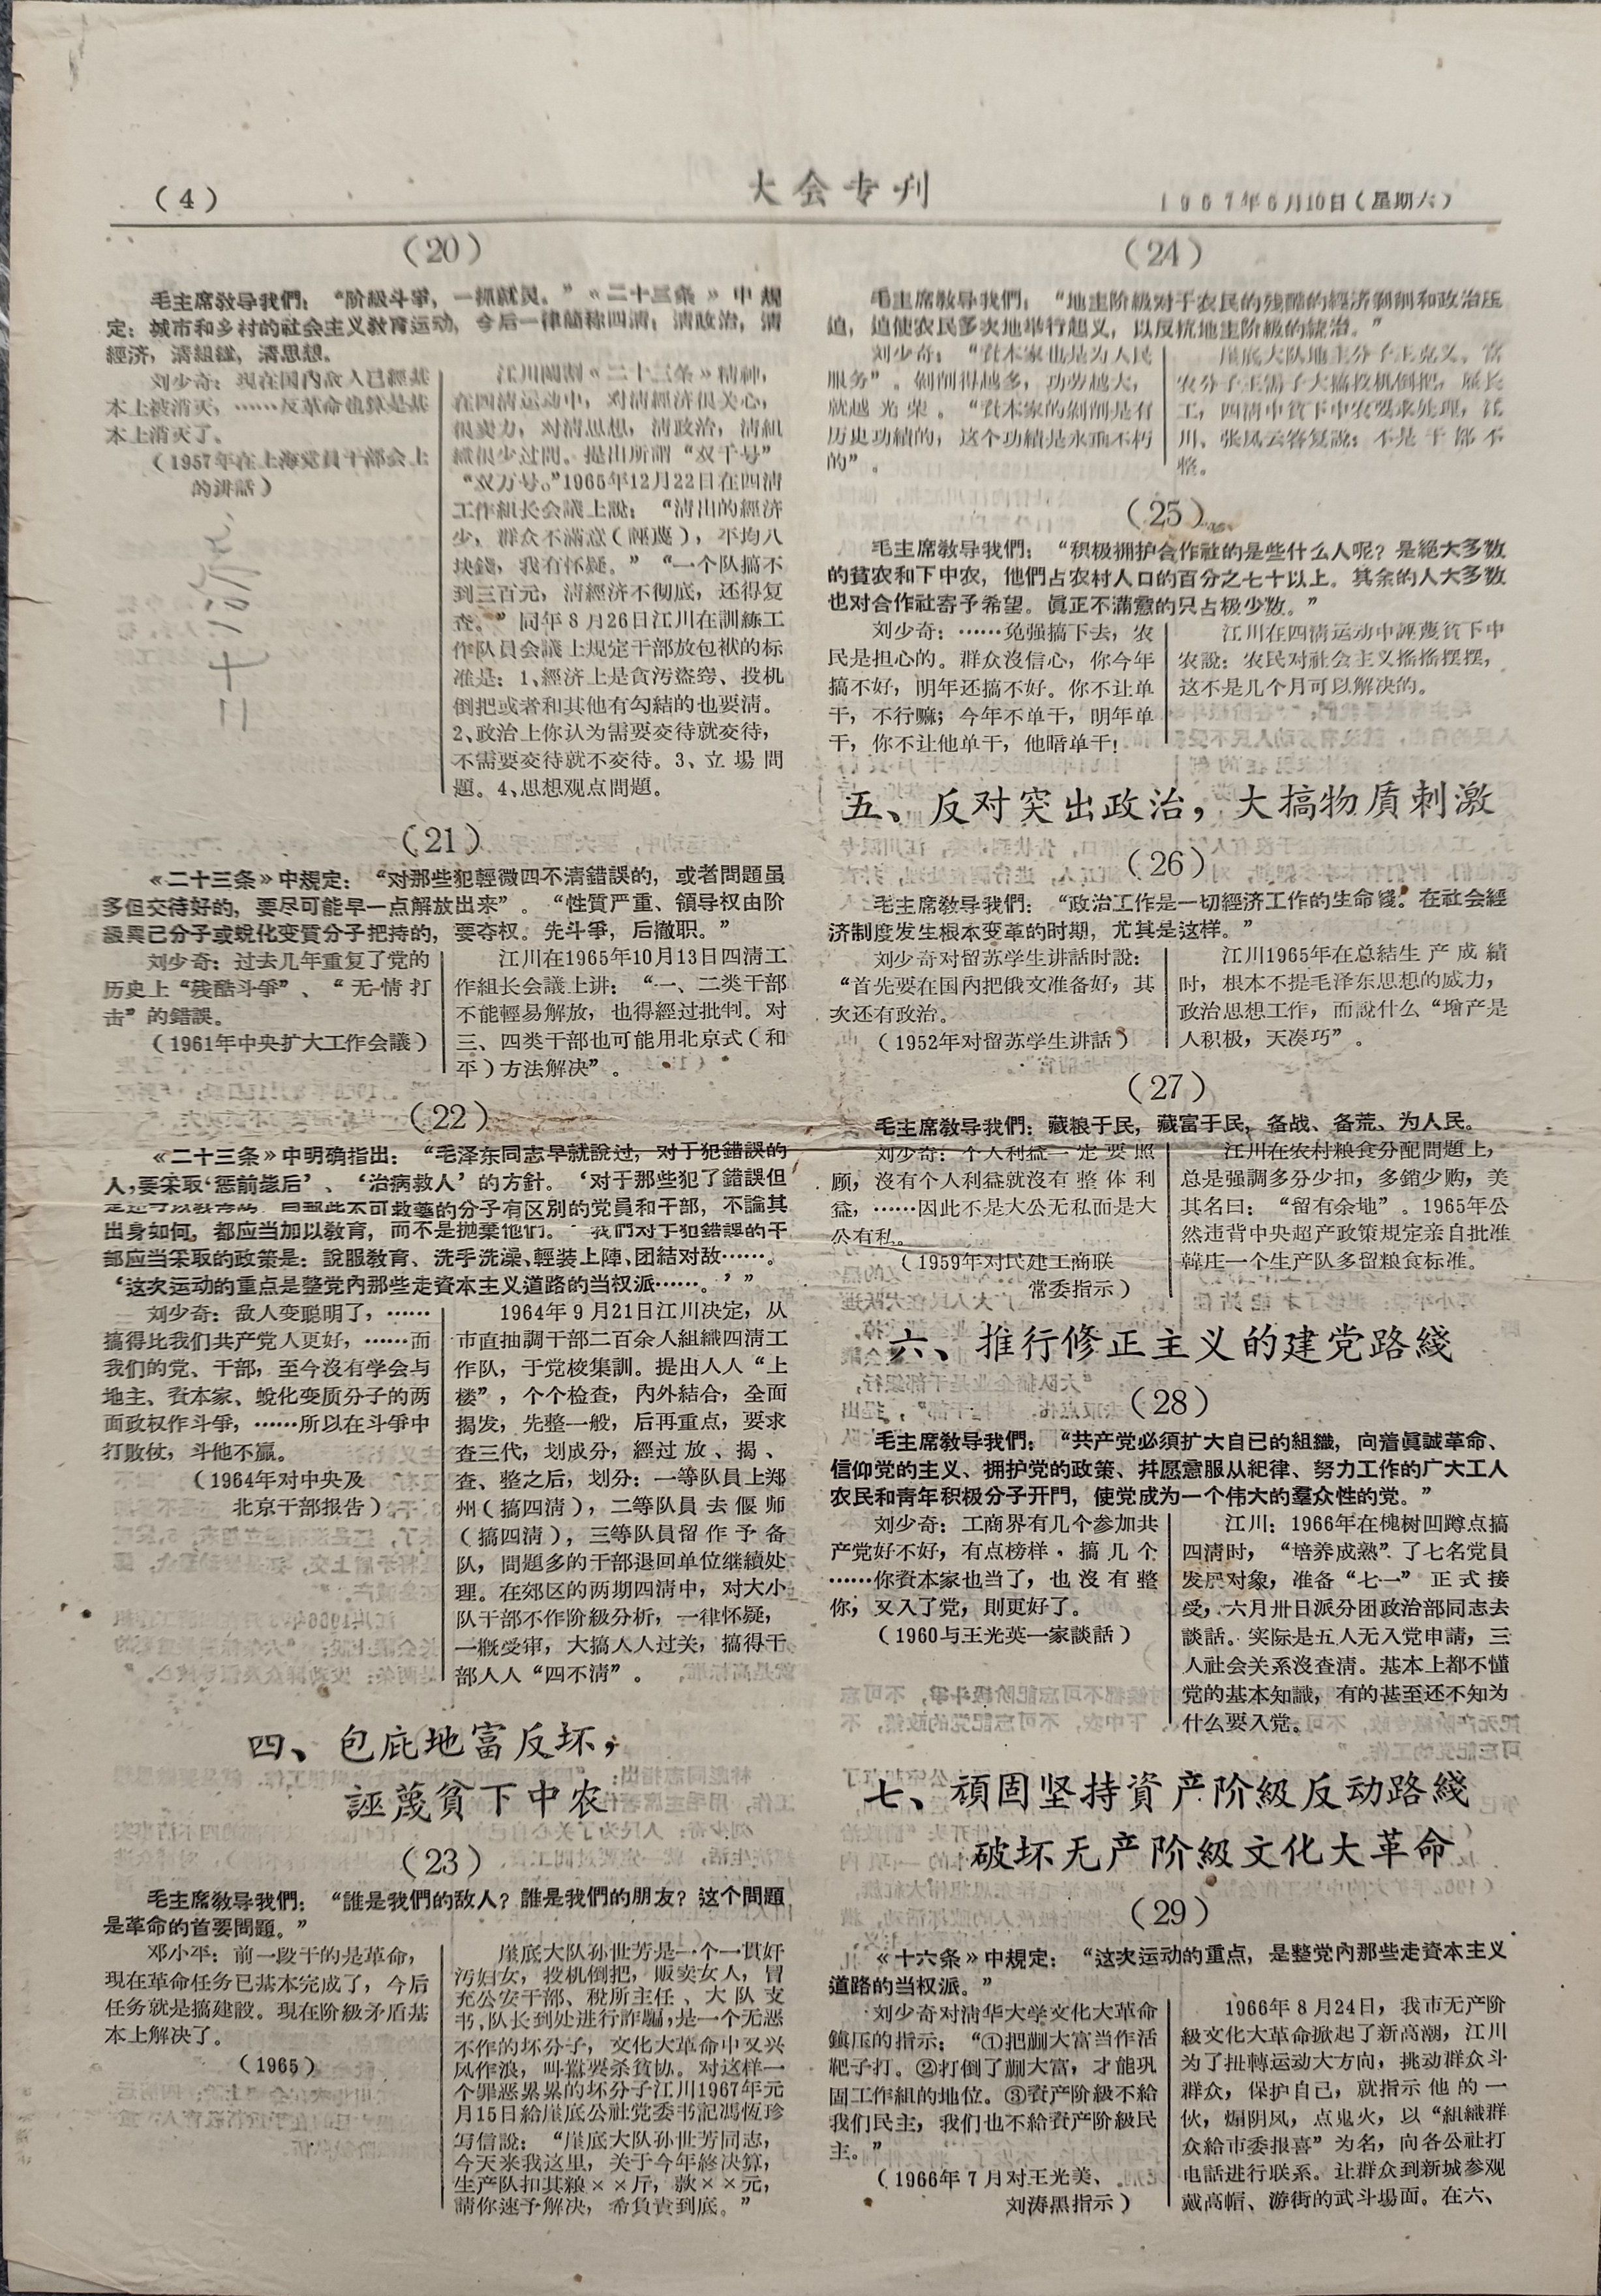 （4）
大会专刊
1967年6月10日（星期六）
（20）
毛主席教导我們：“阶級斗爭，一抓就灵。”《二十三条》中規
定：城市和乡村的社会主义教育运动，今后一律簡称四清：清政治，清
經济，清組織，清思想。
刘少奇：现在国内敌人已經基
本上被消灭，……反革命也算是基
本上消灭了。
（1957年在上海党員干部会上
的讲話）
江川閹割《二十三条》精神，
在四清运动中，对清經济很关心，
很卖力，对清思想，清政治，清組
織很少过問。提出所謂“双千号”
“双万号。”1965年12月22日在四清
工作組长会議上說：“清出的經济
少，群众不滿意（誣蔑），平均八
块錢，我有怀疑。”“一个队搞不
到三百元，清經济不彻底，还得复
查。”同年8月26日江川在訓練工
作队員会議上規定干部放包袱的标
准是：1、經济上是貪汚盜窃、投机
倒把或者和其他有勾結的也要清。
2、政治上你认为需要交待就交待，
不需要交待就不交待。3、立場問
題。4、思想观点問題。
（21）
《二十三条》中規定：“对那些犯輕微四不清錯誤的，或者問題虽
多但交待好的，要尽可能早一点解放出来”。“性質严重、領导权由阶
級異己分子或蛻化变質分子把持的，要夺权。先斗爭，后撤职。”
刘少奇：过去几年重复了党的
历史上“残酷斗爭”、“无情打
击”的錯誤。
（1961年中央扩大工作会議）
江川在1965年10月13日四清工
作組长会議上讲：“一、二类干部
不能輕易解放，也得經过批判。对
三、四类干部也可能用北京式（和
平）方法解决”。
（22）
《二十三条》中明确指出：“毛泽东同志早就說过，对于犯錯誤的
人，要采取‘惩前毖后’、‘治病救人’的方針。‘对于那些犯了錯誤但
是还可以教育的、同那些不可救藥的分子有区別的党員和干部，不論其
出身如何，都应当加以教育，而不是抛棄他們。’我們对于犯錯誤的干
部应当采取的政策是：說服教育、洗手洗澡、輕装上陣、团結对敌……。
‘这次运动的重点是整党內那些走資本主义道路的当权派……。’”
刘少奇：敌人变聪明了，……
搞得比我们共产党人更好，……而
我们的党、干部，至今沒有学会与
地主、資本家、蛻化变质分子的两
面政权作斗爭，……所以在斗爭中
打败仗，斗他不赢。
（1964年对中央及
北京干部报告）
1964年9月21日江川决定，从
市直抽調干部二百余人組織四清工
作队，于党校集訓。提出人人“上
楼”，个个检查，內外結合，全面
揭发，先整一般，后再重点，要求
查三代，划成分，經过放、揭、
查、整之后，划分：一等队員上郑
州（搞四清），二等队員去偃师
（搞四清），三等队員留作予备
队，問題多的干部退回单位继續处
理。在郊区的两期四清中，对大小
队干部不作阶級分析，一律怀疑，
一概受审，大搞人人过关，搞得干
部人人“四不清”。
四、包庇地富反坏，
誣蔑貧下中农
（23）
毛主席教导我們：“誰是我們的敌人？誰是我們的朋友？这个問題
是革命的首要問題。”
邓小平：前一段干的是革命，
现在革命任务已基本完成了，今后
任务就是搞建設。现在阶級矛盾基
本上解决了。
（1965）
崖底大队孙世芳是一个一貫奸
汚妇女，投机倒把，販卖女人，冒
充公安干部、税所主任、大队支
书、队长到处进行詐騙，是一个无恶
不作的坏分子，文化大革命中又兴
风作浪，叫嚣要杀貧协。对这样一
个罪恶累累的坏分子江川1967年元
月15日給崖底公社党委书記馮恆珍
写信說：“崖底大队孙世芳同志，
今天来我这里，关于今年終决算，
生产队扣其粮××斤，款××元，
請你速予解决，希負責到底。”
（24）
毛主席教导我們：“地主阶級对于农民的残酷的經济剝削和政治压
迫，迫使农民多次地举行起义，以反抗地主阶級的統治。”
刘少奇：“資本家也是为人民
服务”。剝削得越多，功劳越大，
就越光荣。“資本家的剝削是有
历史功績的，这个功績是永垂不朽
的”。
崖底大队地主分子王克义、富
农分子王需子大搞投机倒把，雇长
工，四清中貧下中农要求处理，江
川、张风云答复說：不是干部不
整。
（25）
毛主席教导我們：“积极拥护合作社的是些什么人呢？是絕大多数
的貧农和下中农，他們占农村人口的百分之七十以上。其余的人大多数
也对合作社寄予希望。眞正不滿意的只占极少数。”
刘少奇：……免强搞下去，农
民是担心的。群众沒信心，你今年
搞不好，明年还搞不好。你不让单
干，不行嘛；今年不单干，明年单
干，你不让他单干，他暗单干！
江川在四清运动中誣蔑貧下中
农說：农民对社会主义搖搖摆摆，
这不是几个月可以解决的。
五、反对突出政治，大搞物质刺激
（26）
毛主席教导我們：“政治工作是一切經济工作的生命綫。在社会經
济制度发生根本变革的时期，尤其是这样。”
刘少奇对留苏学生讲話时說：
“首先要在国內把俄文准备好，其
次还有政治。
（1952年对留苏学生讲話）
江川1965年在总結生产成績
时，根本不提毛泽东思想的威力，
政治思想工作，而說什么“增产是
人积极，天凑巧”。
（27）
毛主席教导我們：藏粮于民，藏富于民，备战、备荒、为人民。
刘少奇：个人利益一定要照
顾，沒有个人利益就沒有整体利
益，……因此不是大公无私而是大
公有私。
（1959年对民建工商联
常委指示）
江川在农村粮食分配問題上，
总是强調多分少扣，多銷少购，美
其名曰：“留有余地”。1965年公
然违背中央超产政策規定亲自批准
韓庄一个生产队多留粮食标准。
六、推行修正主义的建党路綫
（28）
毛主席教导我們：“共产党必須扩大自已的組織，向着眞誠革命、
信仰党的主义、拥护党的政策、幷愿意服从紀律、努力工作的广大工人
农民和青年积极分子开門，使党成为一个伟大的羣众性的党。”
刘少奇：工商界有几个参加共
产党好不好，有点榜样，搞几个
……你資本家也当了，也沒有整
你，又入了党，則更好了。
（1960与王光英一家談話）
江川：1966年在槐树凹蹲点搞
四清时，“培养成熟”了七名党員
发展对象，准备“七一”正式接
受，六月卅日派分团政治部同志去
談話。实际是五人无入党申請，三
人社会关系沒查清。基本上都不懂
党的基本知識，有的甚至还不知为
什么要入党。
七、頑固坚持資产阶級反动路綫
破坏无产阶級文化大革命
（29）
《十六条》中規定：“这次运动的重点，是整党內那些走資本主义
道路的当权派。”
刘少奇对清华大学文化大革命
鎮压的指示：“①把蒯大富当作活
靶子打。②打倒了蒯大富，才能巩
固工作組的地位。③資产阶級不給
我们民主，我们也不給資产阶級民
主。”
（1966年7月对王光美、
刘涛黑指示）
1966年8月24日，我市无产阶
級文化大革命掀起了新高潮，江川
为了扭轉运动大方向，挑动群众斗
群众，保护自己，就指示他的一
伙，煽阴风，点鬼火，以“組織群
众給市委报喜”为名，向各公社打
电話进行联系。让群众到新城参观
戴高帽、游街的武斗場面。在六、